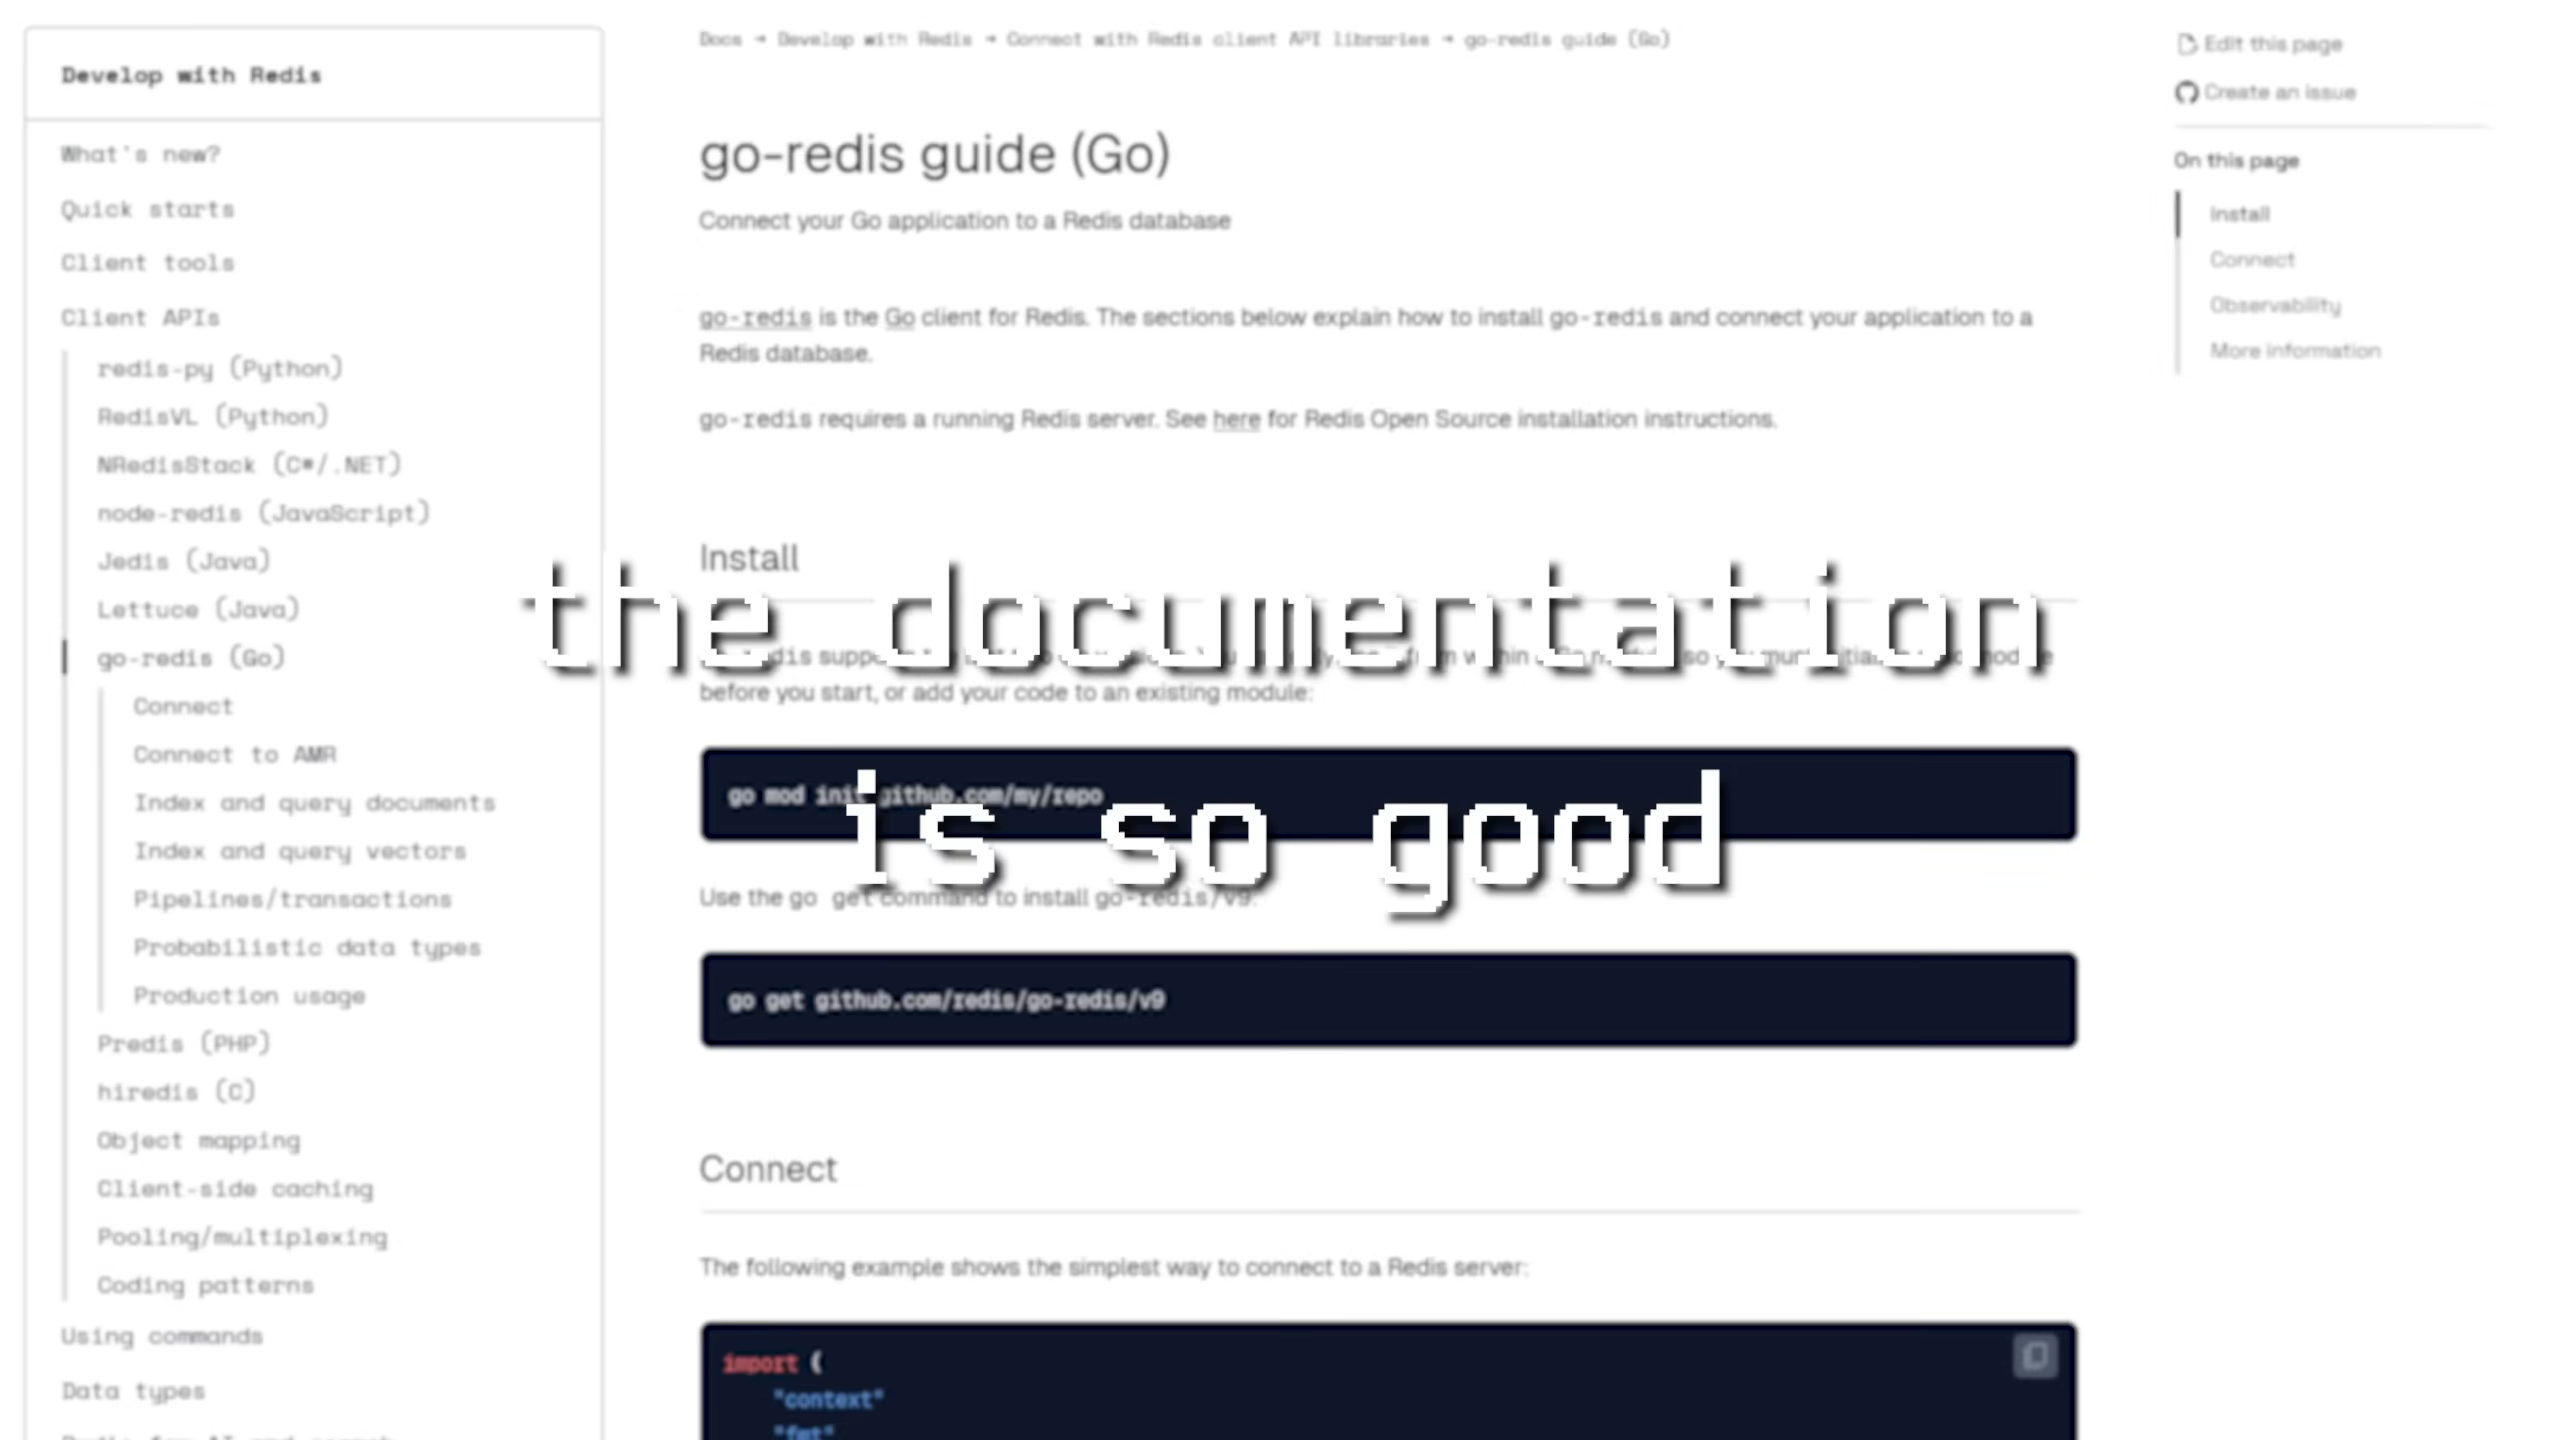 Develop with Redis
What's new?
Quick starts
Client tools
Client APIs
redis-py (Python)
RedisVL (Python)
NRedisStack (C#/.NET)
node-redis (JavaScript)
Jedis (Java)
Lettuce (Java)
go-redis (Go)
Connect
Connect to AMR
Index and query documents
Index and query vectors
Pipelines/transactions
Probabilistic data types
Production usage
Predis (PHP)
hiredis (C)
Object mapping
Client-side caching
Pooling/multiplexing
Coding patterns
Using commands
Data types
Docs → Develop with Redis → Connect with Redis client API libraries → go-redis guide (Go)
go-redis guide (Go)
Connect your Go application to a Redis database
go-redis is the Go client for Redis. The sections below explain how to install go-redis and connect your application to a
Redis database.
go-redis requires a running Redis server. See here for Redis Open Source installation instructions.
Install
the documentation
before you start, or add your code to an existing module:
go mod init github.com/my/repo
is so good
Use the go get command to install go-redis/v9:
go get github.com/redis/go-redis/v9
Connect
The following example shows the simplest way to connect to a Redis server:
import (
"context"
"fmt"
Edit this page
Create an issue
On this page
Install
Connect
Observability
More information